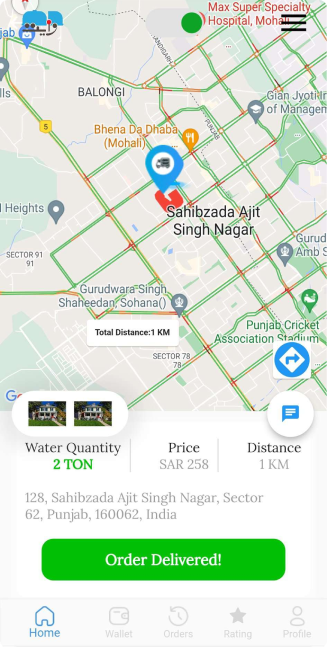 Max Super Specialty
Hospital, Mohali
jab
BALONGI
Gian Jyoti In
of Managem
lls
CHANDIGARH
PUNJAB
5
Bhena Da Dhaba
(Mohali)
l Heights
Sahibzada Ajit
Singh Nagar
SECTOR 91
91
Gurud
Amb S
Gurudwara Singh
Shaheedan, Sohana()
Punjab Cricket
Association Stadium
Total Distance:1 KM
SECTOR 78
78
Water Quantity
2 TON
Price
SAR 258
Distance
1 KM
128, Sahibzada Ajit Singh Nagar, Sector
62, Punjab, 160062, India
Order Delivered!
Home
Wallet
Orders
Rating
Profile